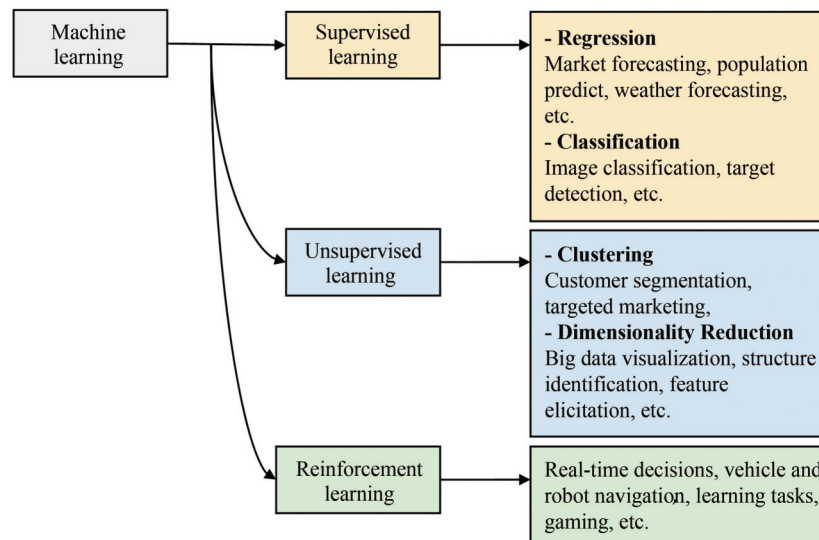 Machine
learning
Supervised
learning
- Regression
Market forecasting, population
predict, weather forecasting,
etc.
- Classification
Image classification, target
detection, etc.
Unsupervised
learning
- Clustering
Customer segmentation,
targeted marketing,
- Dimensionality Reduction
Big data visualization, structure
identification, feature
elicitation, etc.
Reinforcement
learning
Real-time decisions, vehicle and
robot navigation, learning tasks,
gaming, etc.